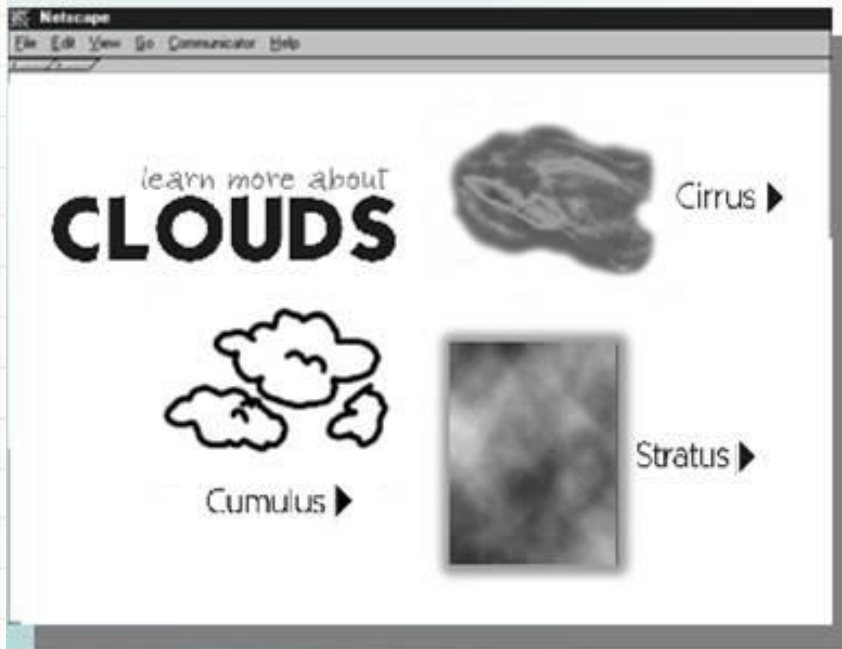 Netscape
File Edit View Go Communicator Help
learn more about
CLOUDS
Cirrus
Cumulus
Stratus